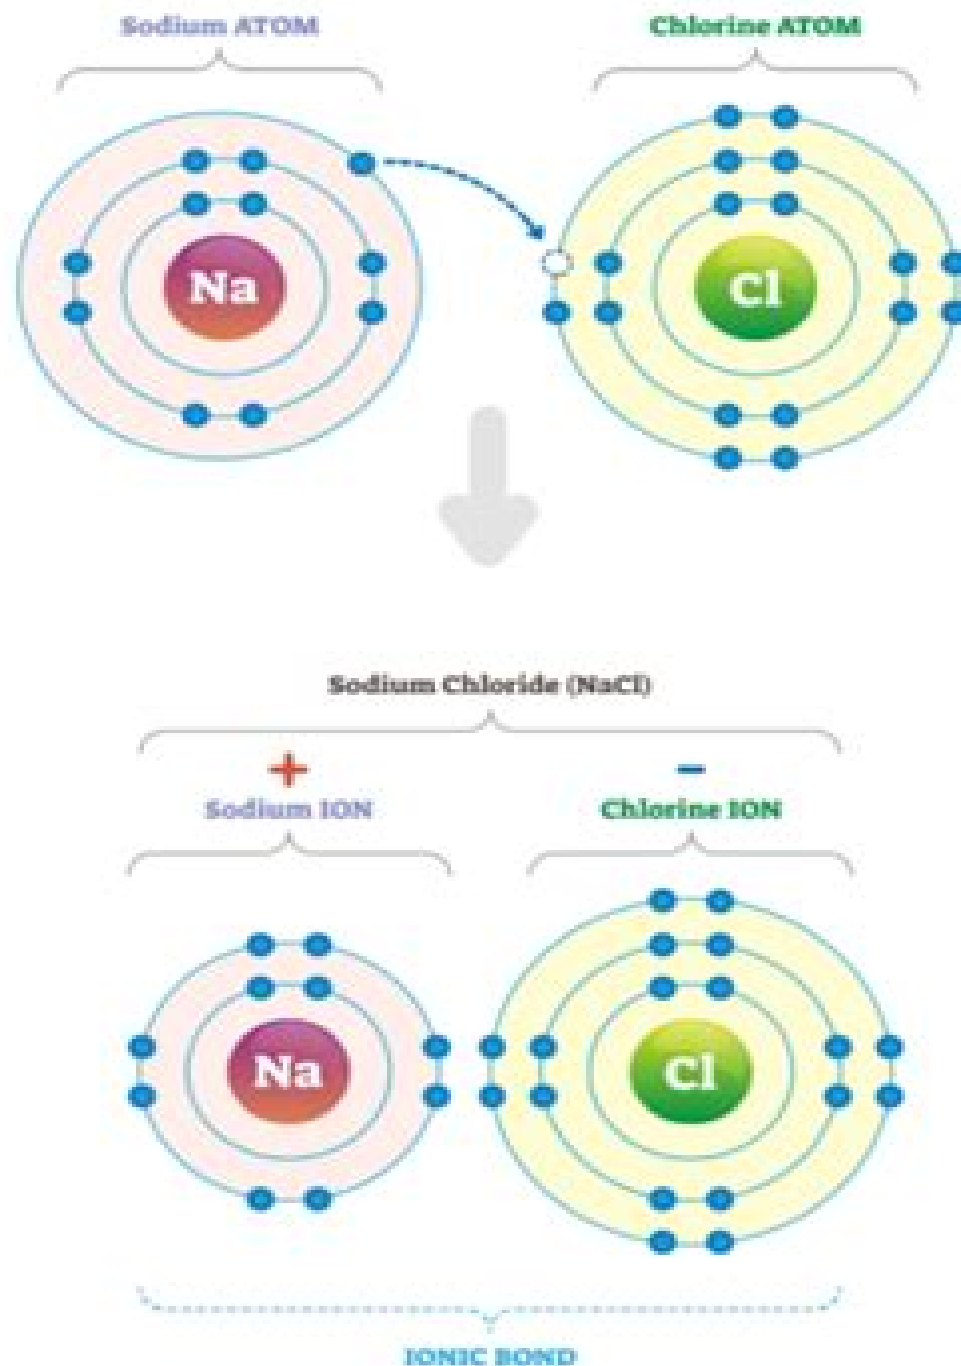 Sodium ATOM
Chlorine ATOM
Na
Cl
Sodium Chloride (NaCl)
+
-
Sodium ION
Chlorine ION
Na
Cl
IONIC BOND